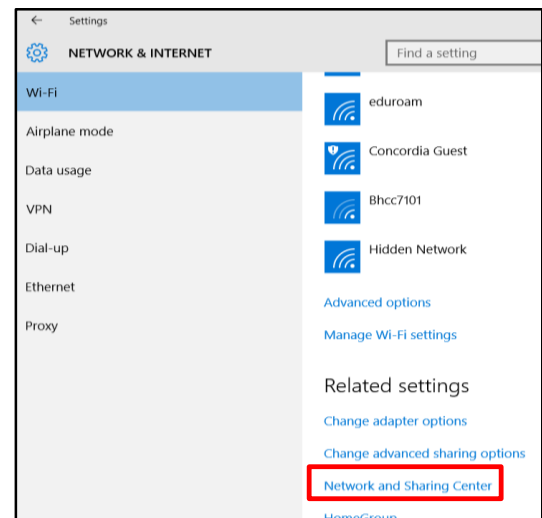 ← Settings
NETWORK & INTERNET
Find a setting
Wi-Fi
Airplane mode
Data usage
VPN
Dial-up
Ethernet
Proxy
eduroam
Concordia Guest
Bhcc7101
Hidden Network
Advanced options
Manage Wi-Fi settings
Related settings
Change adapter options
Change advanced sharing options
Network and Sharing Center
HomeGroup